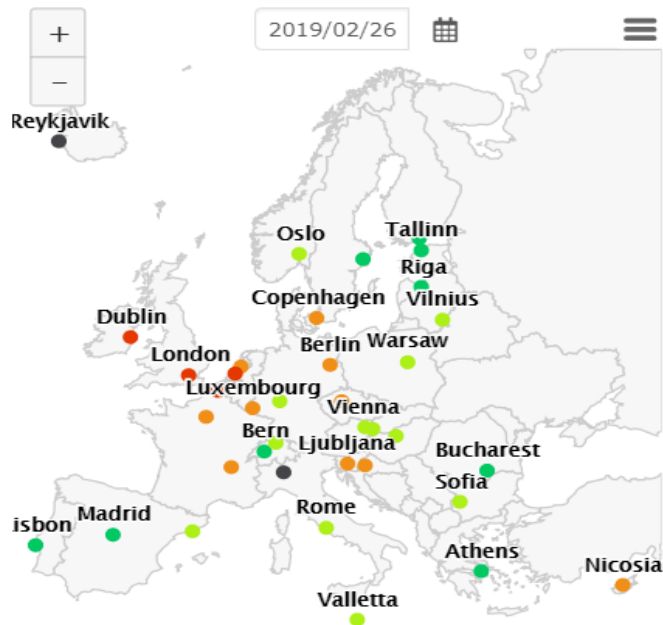 +
2019/02/26
−
Reykjavik
Tallinn
Oslo
Riga
Copenhagen
Vilnius
Dublin
Berlin
Warsaw
London
Luxembourg
Vienna
Bern
Ljubljana
Bucharest
Sofia
isbon
Madrid
Rome
Athens
Nicosia
Valletta